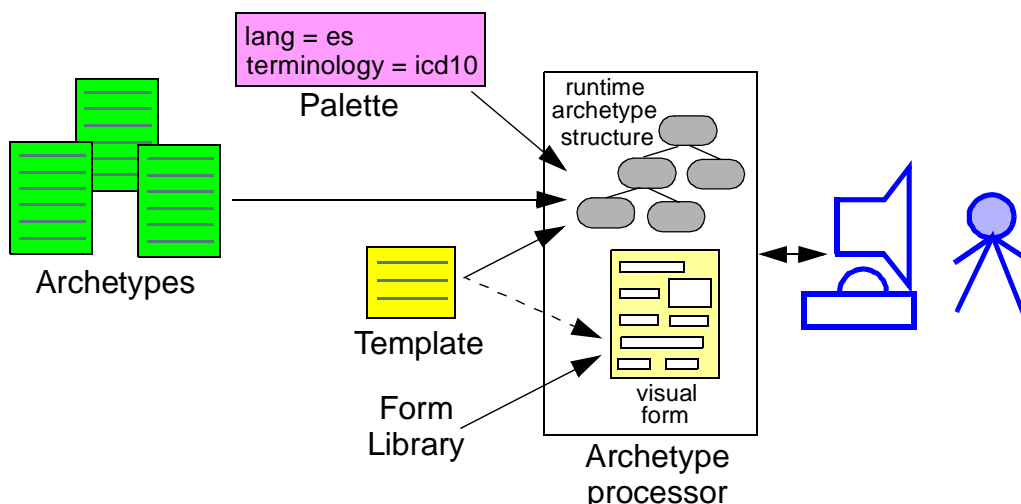 lang = es
terminology = icd10
Palette
runtime
archetype
structure
Archetypes
Template
Form
Library
visual
form
Archetype
processor